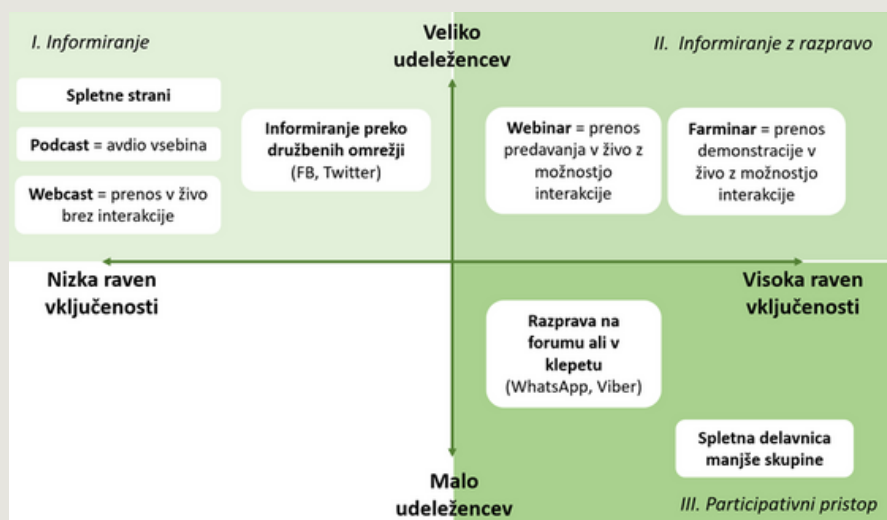 I. Informiranje
Veliko
udeležencev
II. Informiranje z razpravo
Spletne strani
Podcast = avdio vsebina
Webcast = prenos v živo
brez interakcije
Informiranje preko
družbenih omrežji
(FB, Twitter)
Webinar = prenos
predavanja v živo z
možnostjo
interakcije
Farminar = prenos
demonstracije v
živo z možnostjo
interakcije
Nizka raven
vključenosti
Visoka raven
vključenosti
Razprava na
forumu ali v
klepetu
(WhatsApp, Viber)
Spletna delavnica
manjše skupine
Malo
udeležencev
III. Participativni pristop